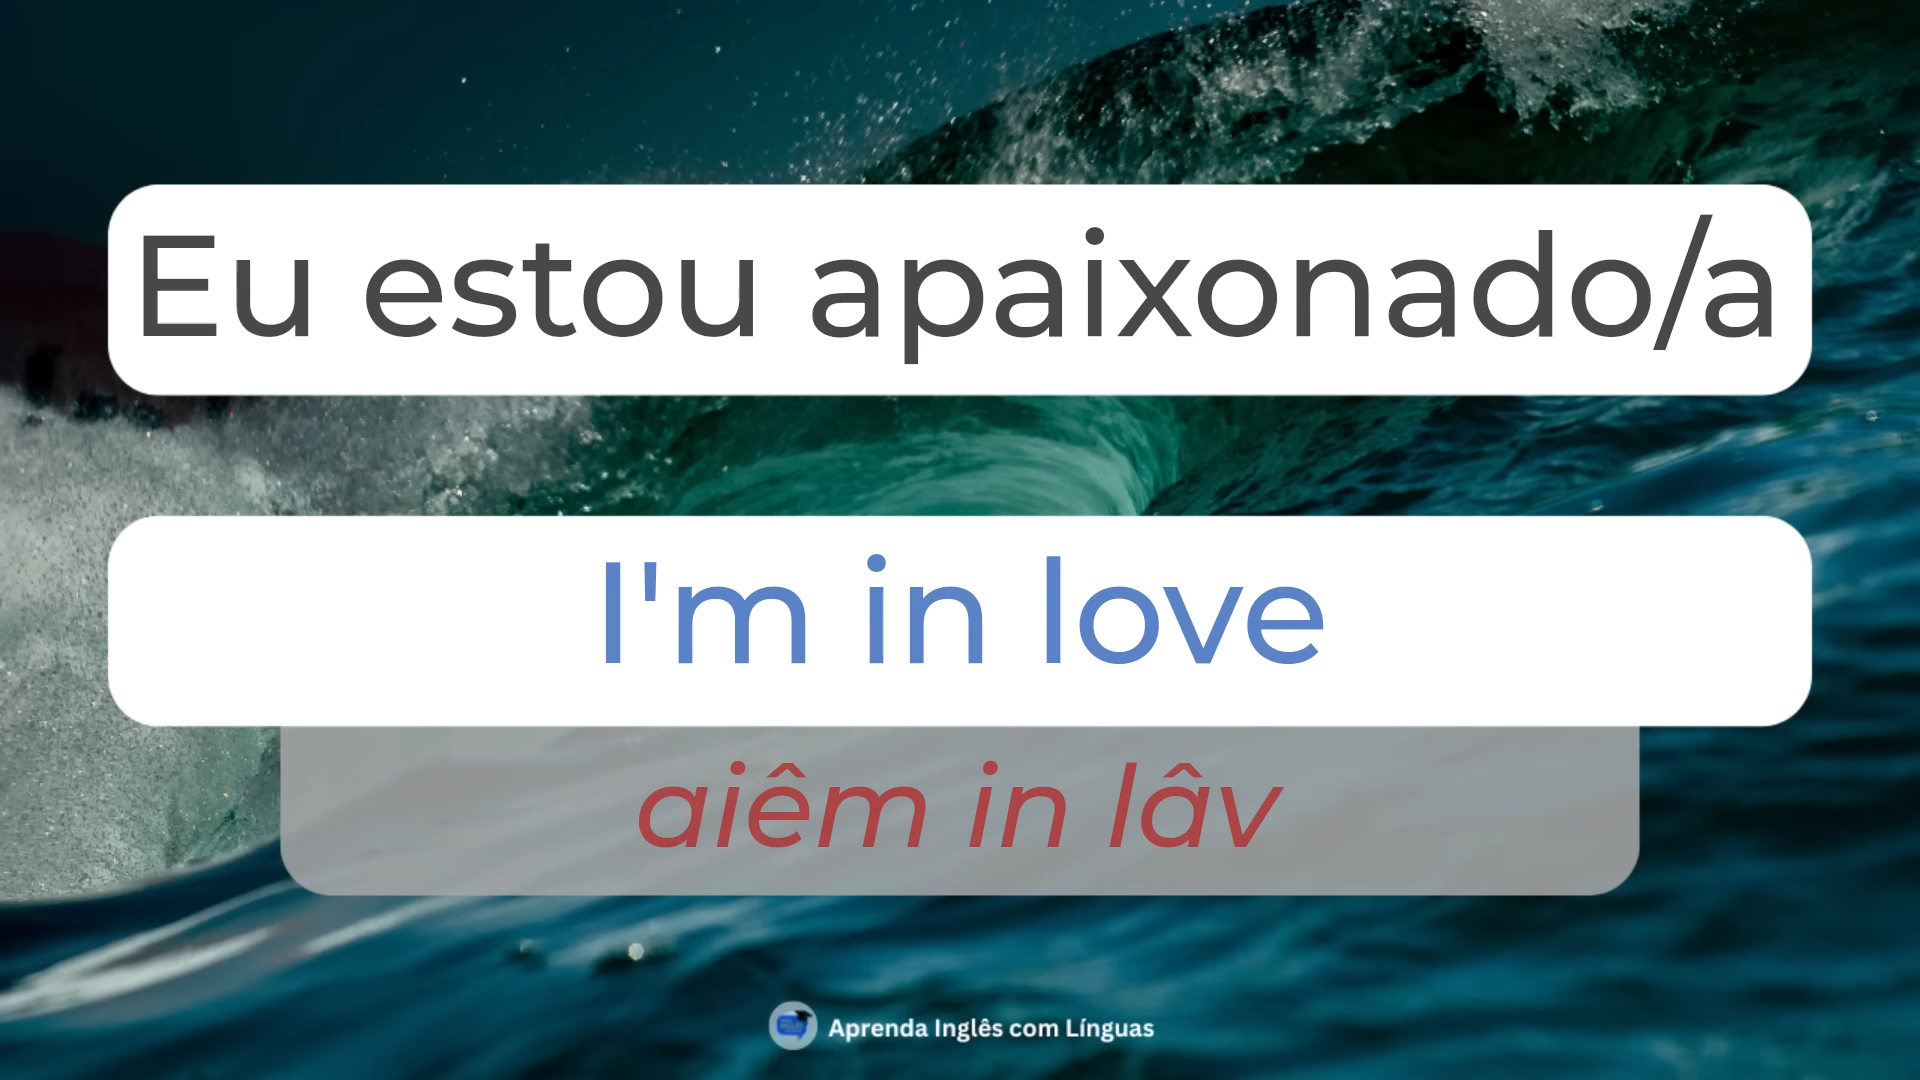 Eu estou apaixonado/a
I'm in love
aiêm in lâv
Aprenda Inglês com Línguas